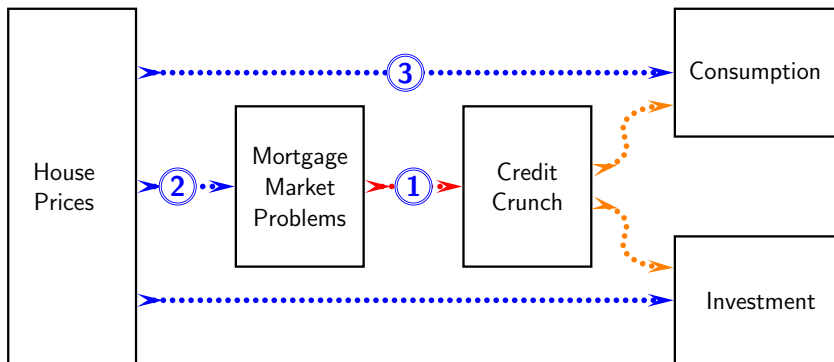 3
Consumption
House
Prices
2
Mortgage
Market
Problems
1
Credit
Crunch
Investment